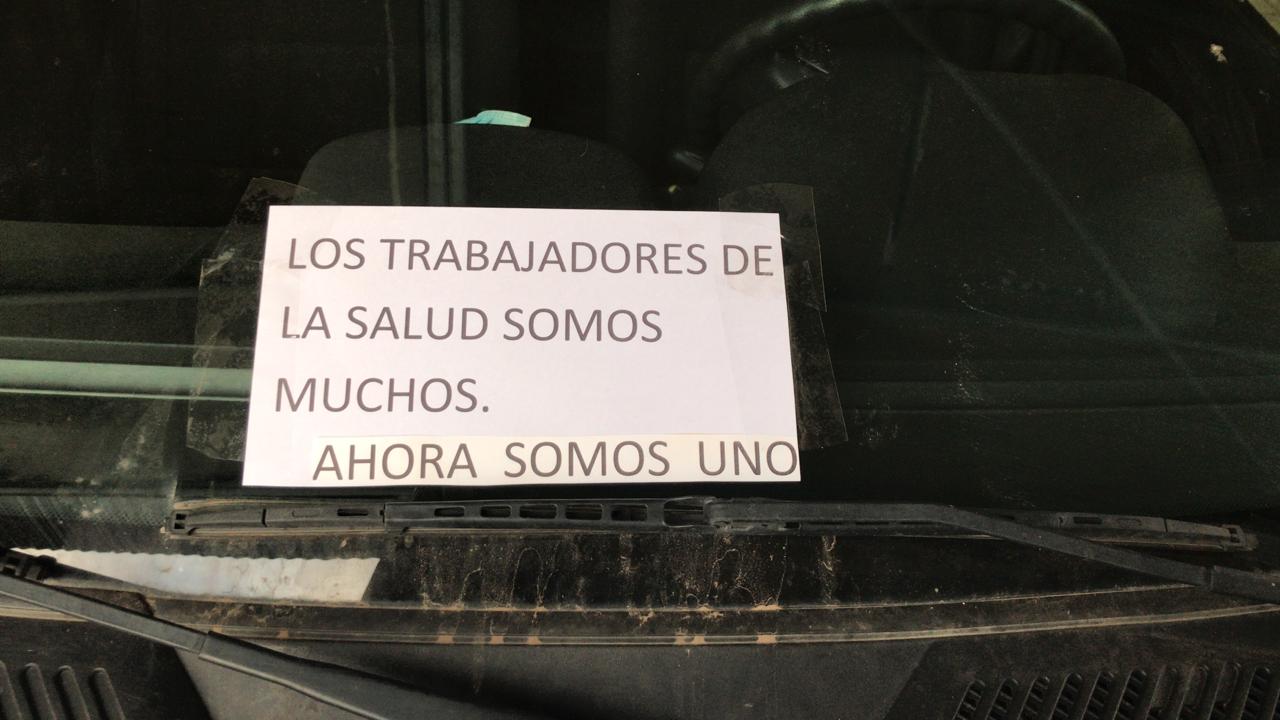 LOS TRABAJADORES DE
LA SALUD SOMOS
MUCHOS.
AHORA SOMOS UNO